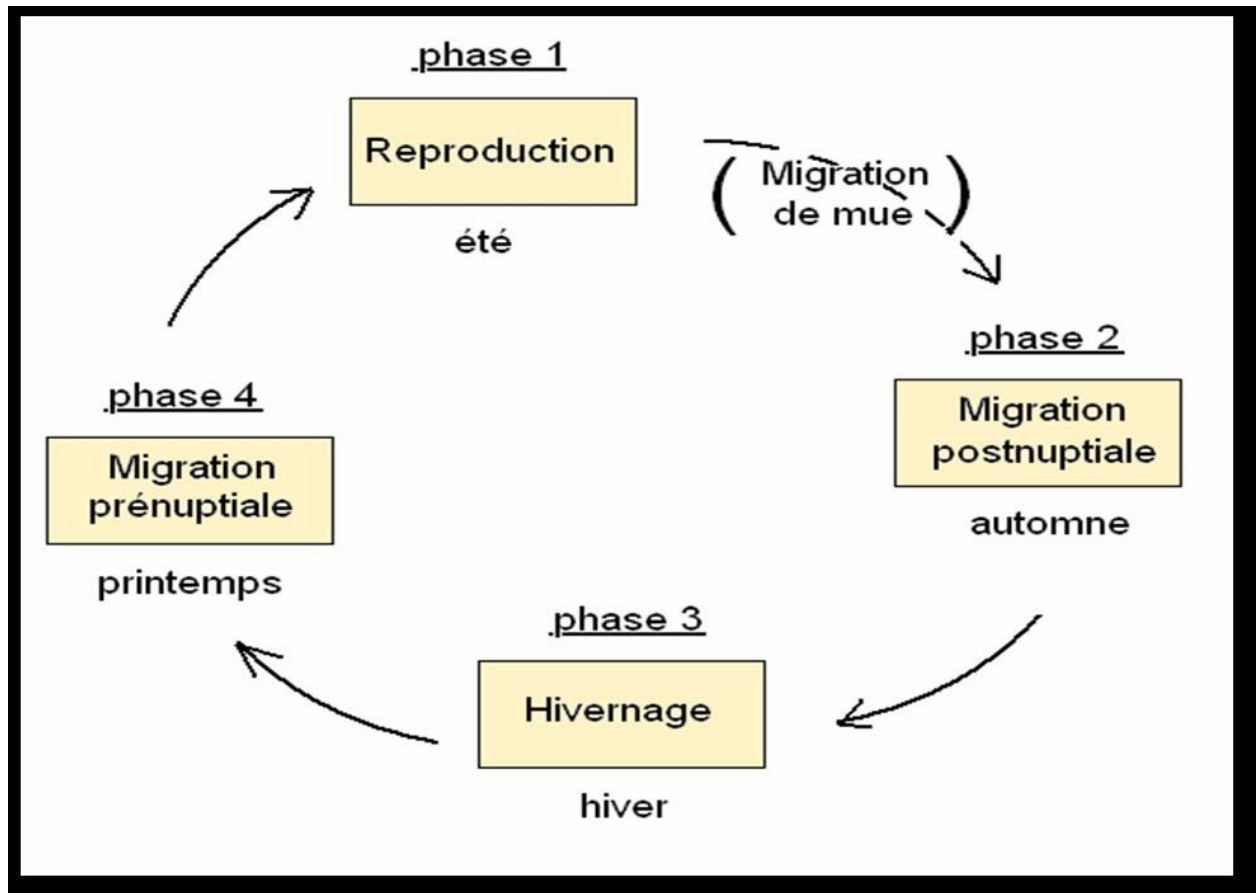 phase 1
Reproduction
été
( Migration
de mue )
phase 2
Migration
postnuptiale
automne
phase 3
Hivernage
hiver
phase 4
Migration
prénuptiale
printemps